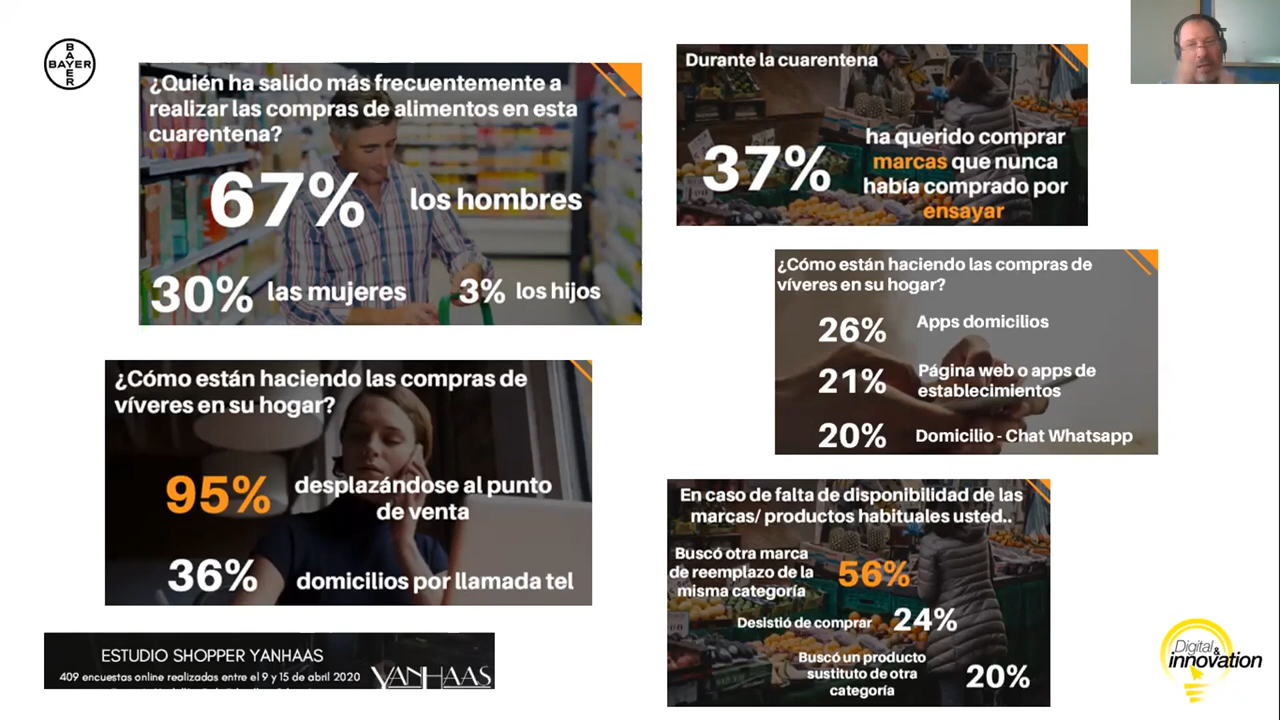 BAYER
BAYER
¿Quién ha salido más frecuentemente a
realizar las compras de alimentos en esta
cuarentena?
67% los hombres
30% las mujeres 3% los hijos
Durante la cuarentena
37%
ha querido comprar
marcas que nunca
había comprado por
ensayar
¿Cómo están haciendo las compras de
víveres en su hogar?
26% Apps domicilios
21% Página web o apps de
establecimientos
20% Domicilio - Chat Whatsapp
¿Cómo están haciendo las compras de
víveres en su hogar?
95% desplazándose al punto
de venta
36% domicilios por llamada tel
En caso de falta de disponibilidad de las
marcas/ productos habituales usted..
Buscó otra marca
de reemplazo de la
misma categoría
56%
Desistió de comprar 24%
Buscó un producto
sustituto de otra
categoría
20%
ESTUDIO SHOPPER YANHAAS
409 encuestas online realizadas entre el 9 y 15 de abril 2020
YANHAAS
Digital &
innovation